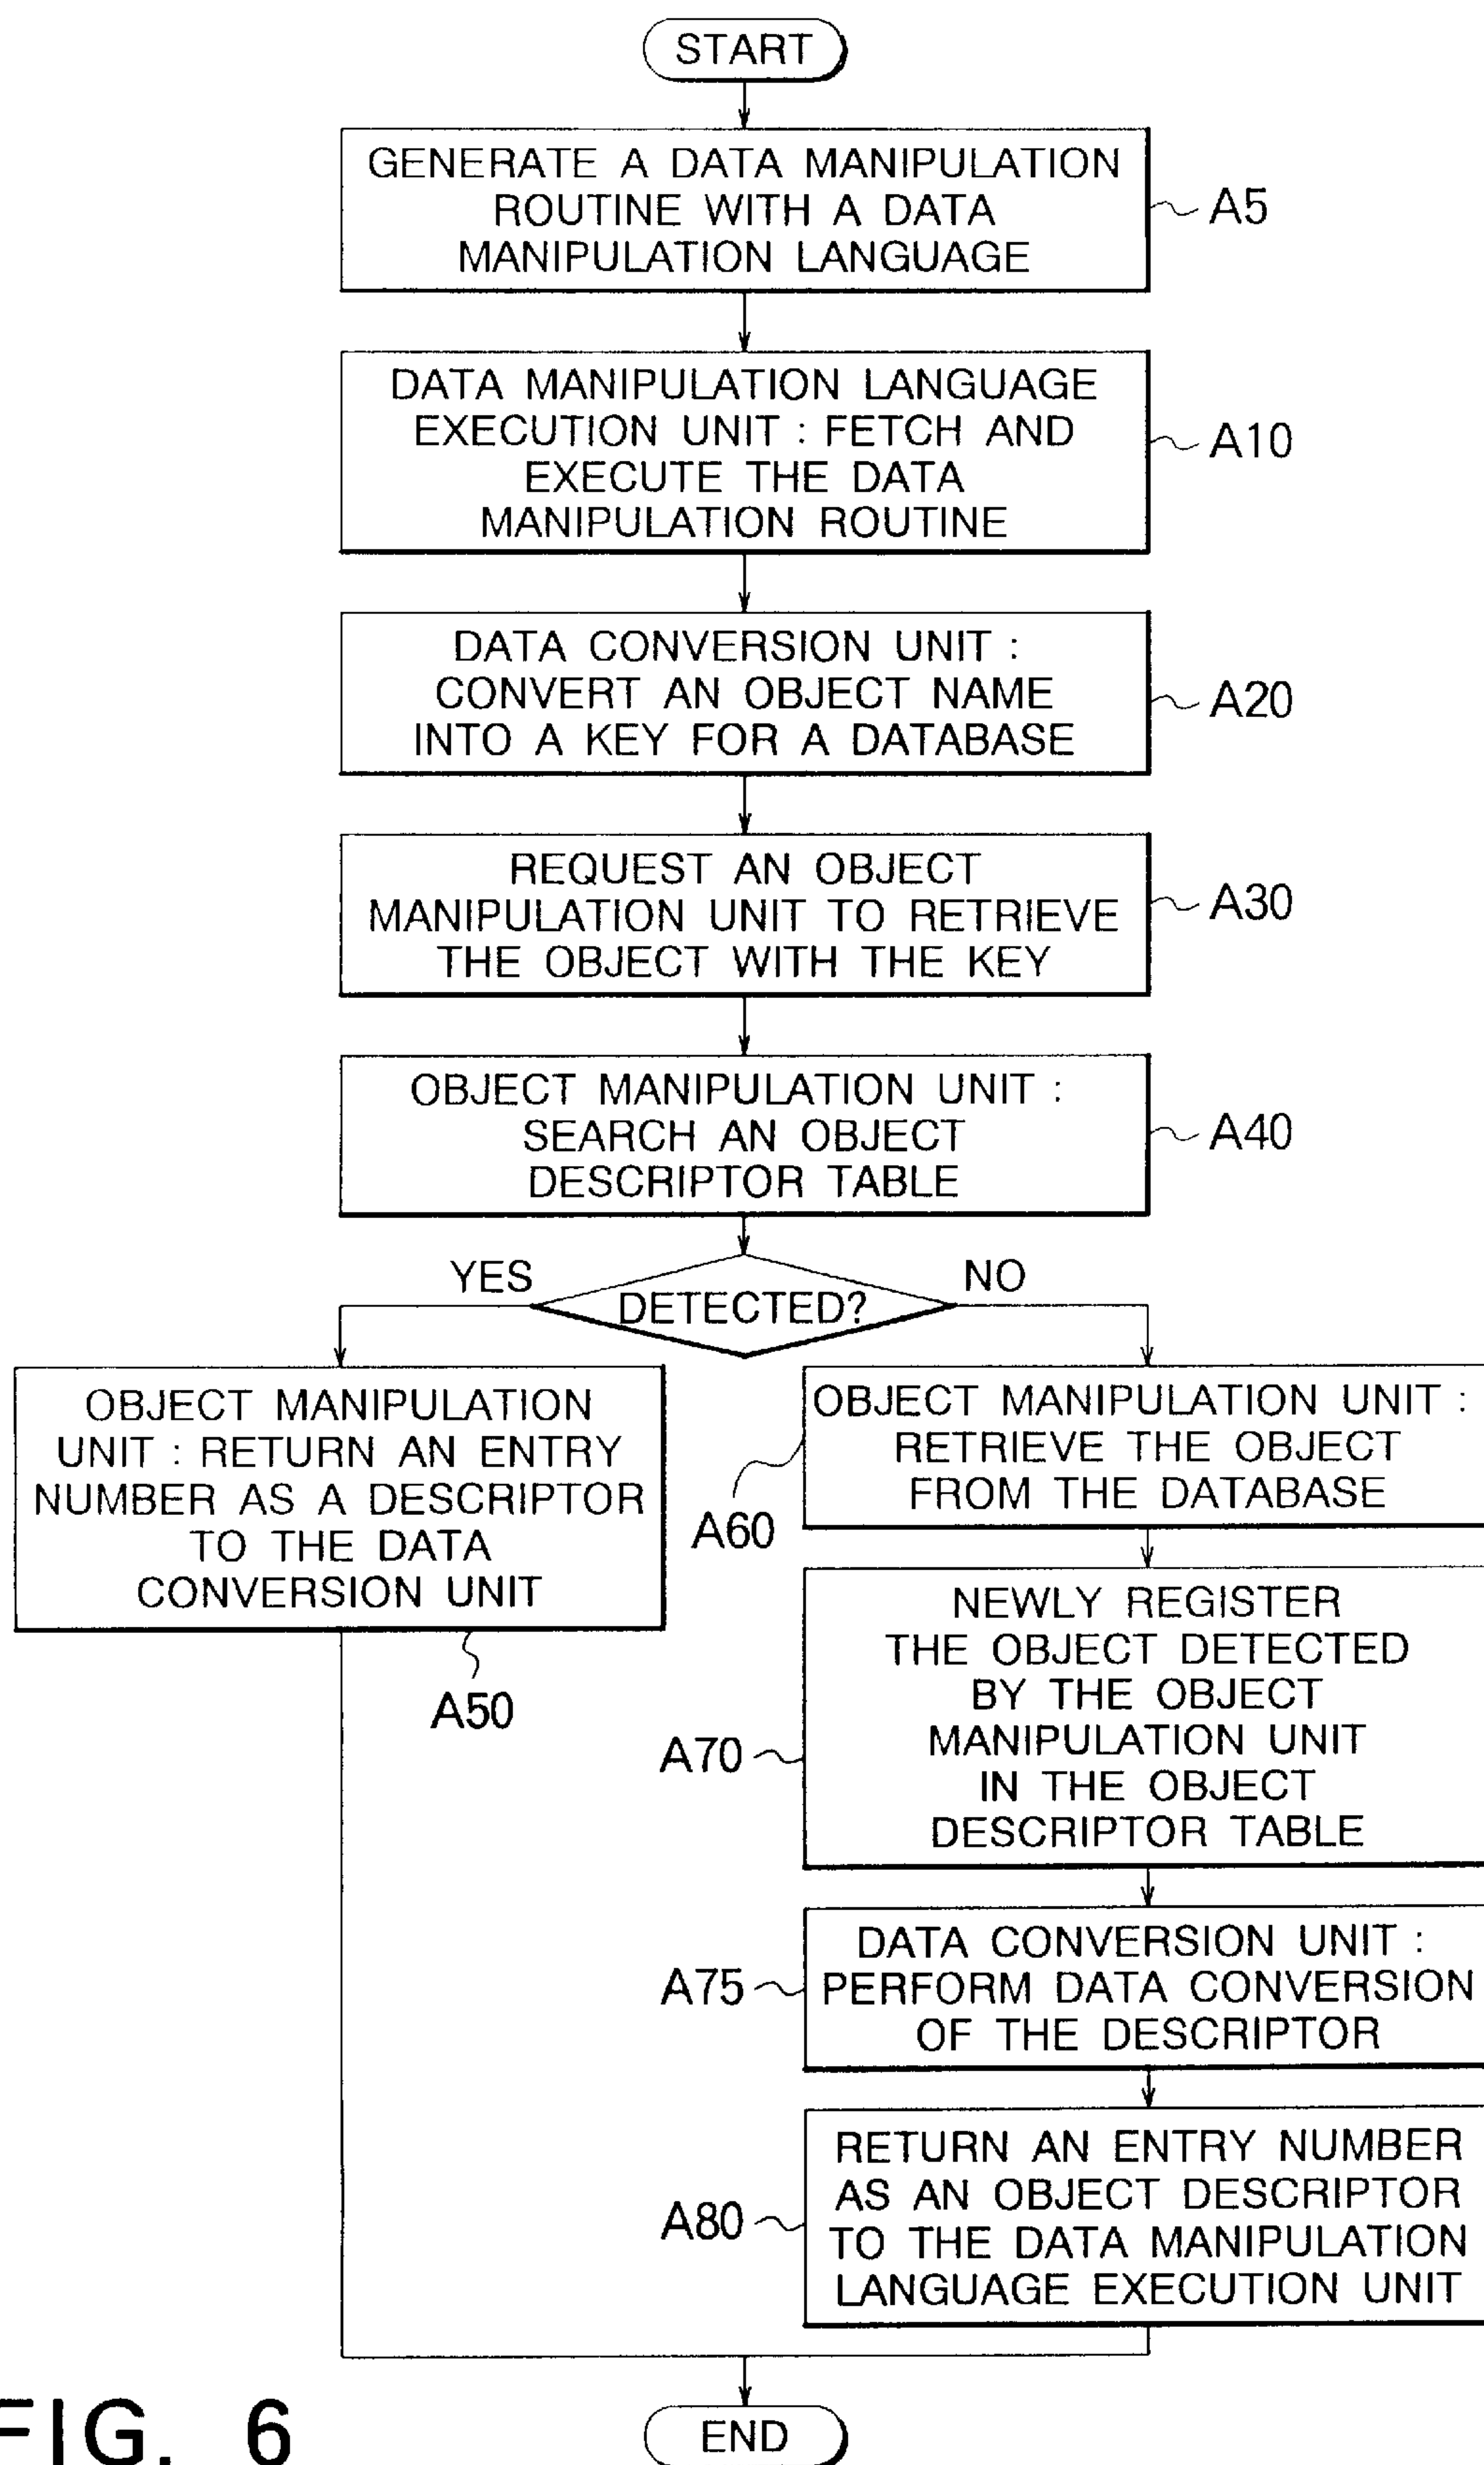 START
GENERATE A DATA MANIPULATION
ROUTINE WITH A DATA
MANIPULATION LANGUAGE
A5
DATA MANIPULATION LANGUAGE
EXECUTION UNIT : FETCH AND
EXECUTE THE DATA
MANIPULATION ROUTINE
A10
DATA CONVERSION UNIT :
CONVERT AN OBJECT NAME
INTO A KEY FOR A DATABASE
A20
REQUEST AN OBJECT
MANIPULATION UNIT TO RETRIEVE
THE OBJECT WITH THE KEY
A30
OBJECT MANIPULATION UNIT :
SEARCH AN OBJECT
DESCRIPTOR TABLE
A40
DETECTED?
YES
NO
OBJECT MANIPULATION
UNIT : RETURN AN ENTRY
NUMBER AS A DESCRIPTOR
TO THE DATA
CONVERSION UNIT
A50
OBJECT MANIPULATION UNIT :
RETRIEVE THE OBJECT
FROM THE DATABASE
A60
NEWLY REGISTER
THE OBJECT DETECTED
BY THE OBJECT
MANIPULATION UNIT
IN THE OBJECT
DESCRIPTOR TABLE
A70
DATA CONVERSION UNIT :
PERFORM DATA CONVERSION
OF THE DESCRIPTOR
A75
RETURN AN ENTRY NUMBER
AS AN OBJECT DESCRIPTOR
TO THE DATA MANIPULATION
LANGUAGE EXECUTION UNIT
A80
END
FIG. 6